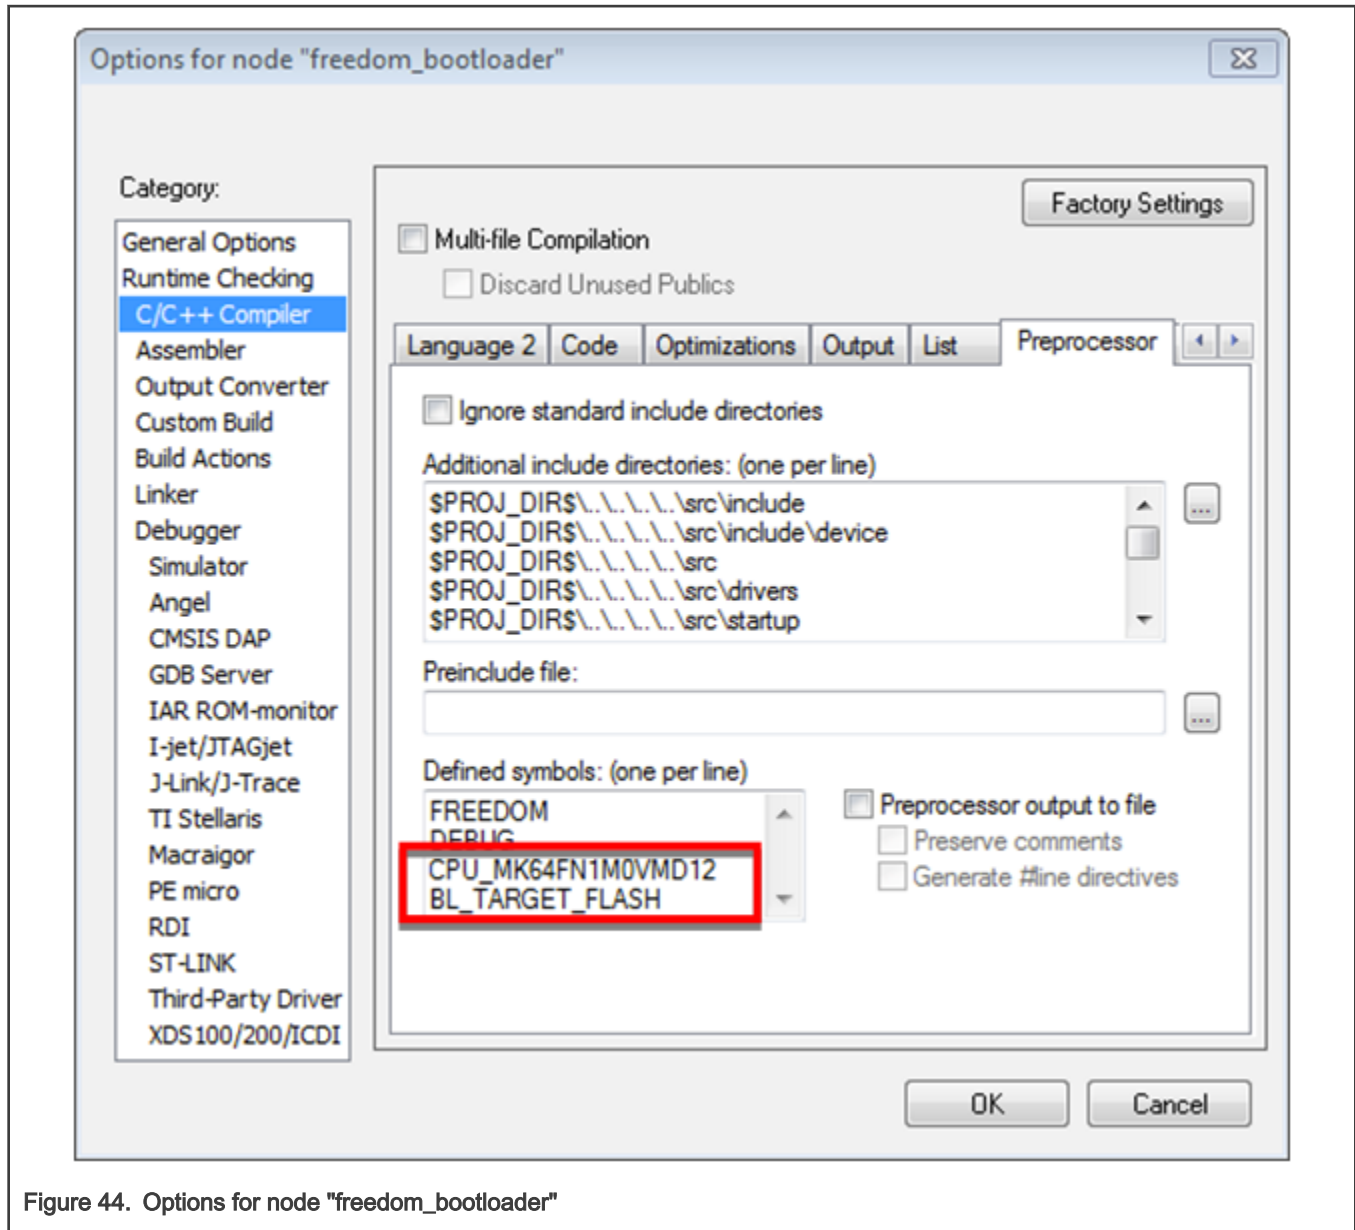 Options for node "freedom_bootloader"
Category:
General Options
Runtime Checking
C/C++ Compiler
Assembler
Output Converter
Custom Build
Build Actions
Linker
Debugger
Simulator
Angel
CMSIS DAP
GDB Server
IAR ROM-monitor
I-jet/JTAGjet
J-Link/J-Trace
TI Stellaris
Macraigor
PE micro
RDI
ST-LINK
Third-Party Driver
XDS100/200/ICDI
Factory Settings
Multi-file Compilation
Discard Unused Publics
Language 2 Code Optimizations Output List Preprocessor
Ignore standard include directories
Additional include directories: (one per line)
$PROJ_DIR$\..\..\..\..\src\include
$PROJ_DIR$\..\..\..\..\src\include\device
$PROJ_DIR$\..\..\..\..\src
$PROJ_DIR$\..\..\..\..\src\drivers
$PROJ_DIR$\..\..\..\..\src\startup
...
Preinclude file:
...
Defined symbols: (one per line)
FREEDOM
DEBUG
CPU_MK64FN1M0VMD12
BL_TARGET_FLASH
Preprocessor output to file
Preserve comments
Generate #line directives
OK Cancel
Figure 44. Options for node "freedom_bootloader"